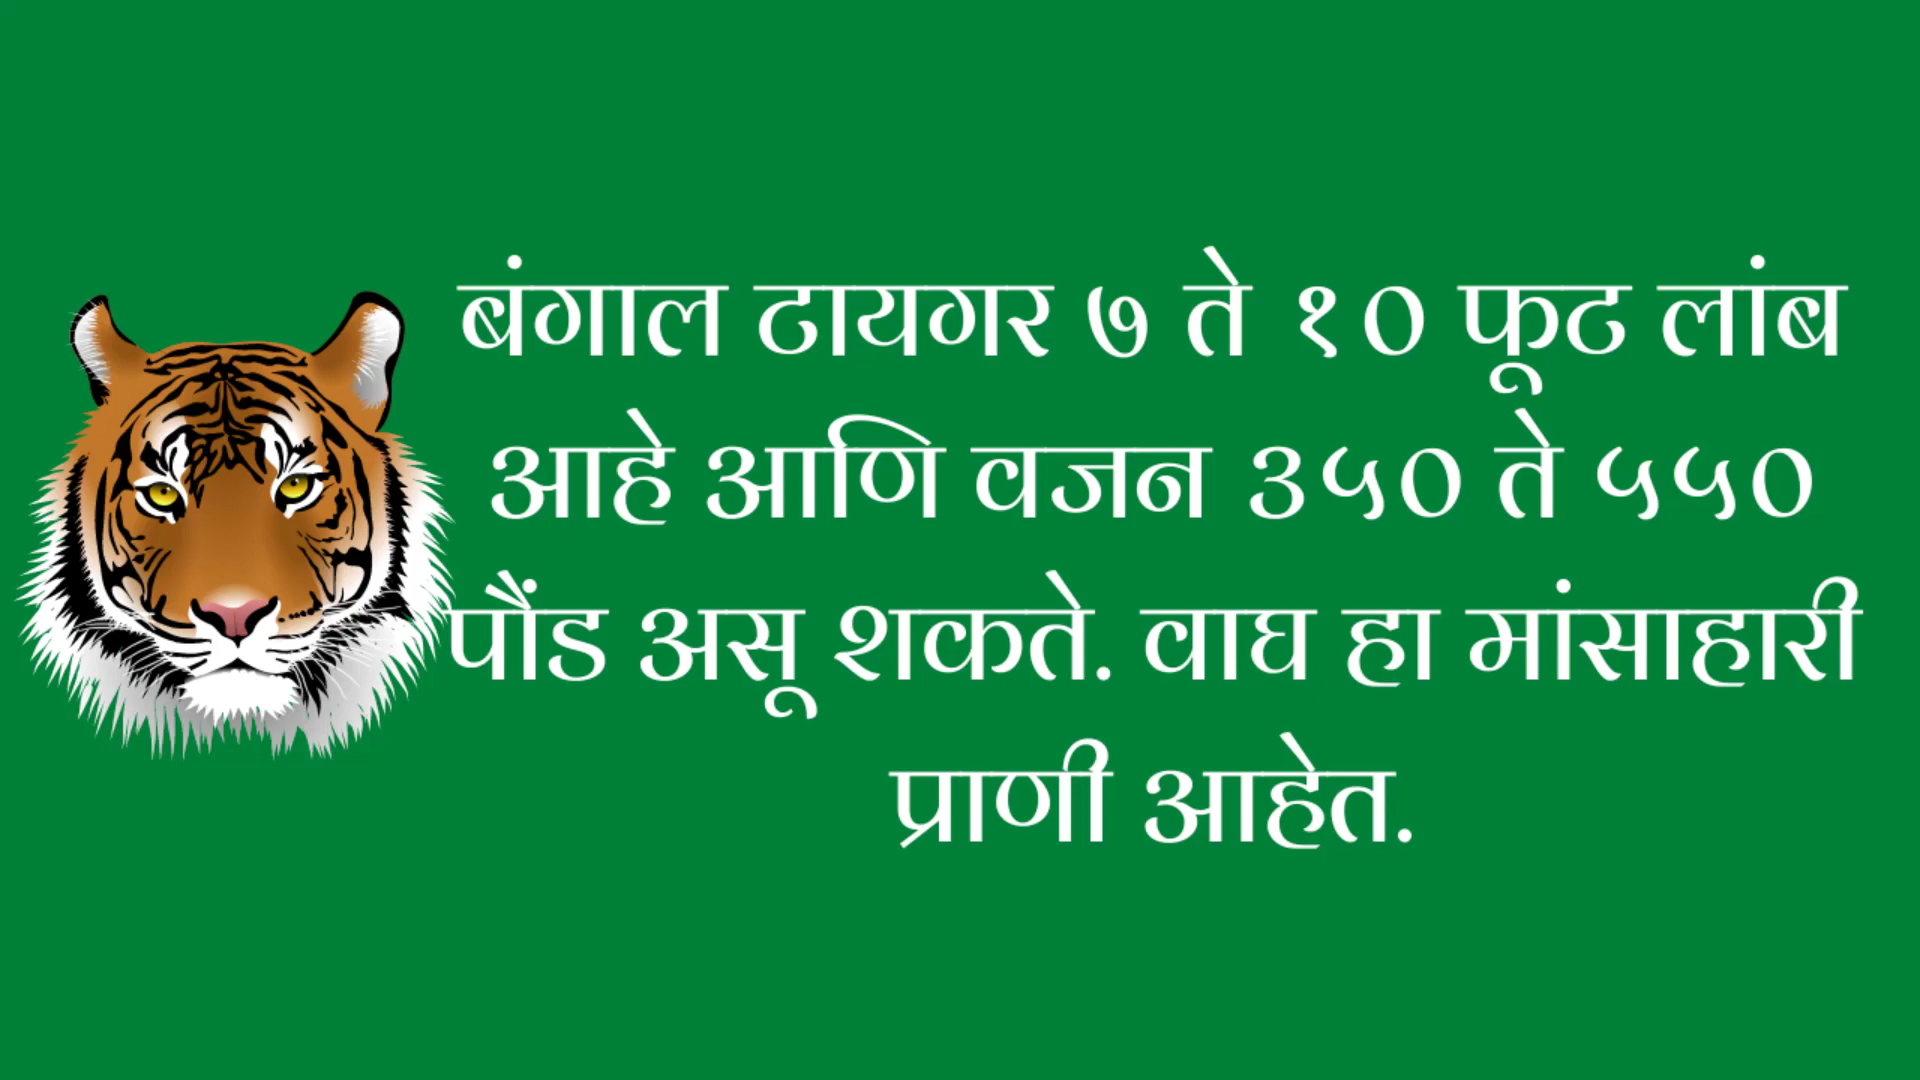 बंगाल टायगर ७ ते १० फूट लांब
आहे आणि वजन ३५० ते ५५०
पौंड असू शकते. वाघ हा मांसाहारी
प्राणी आहेत.